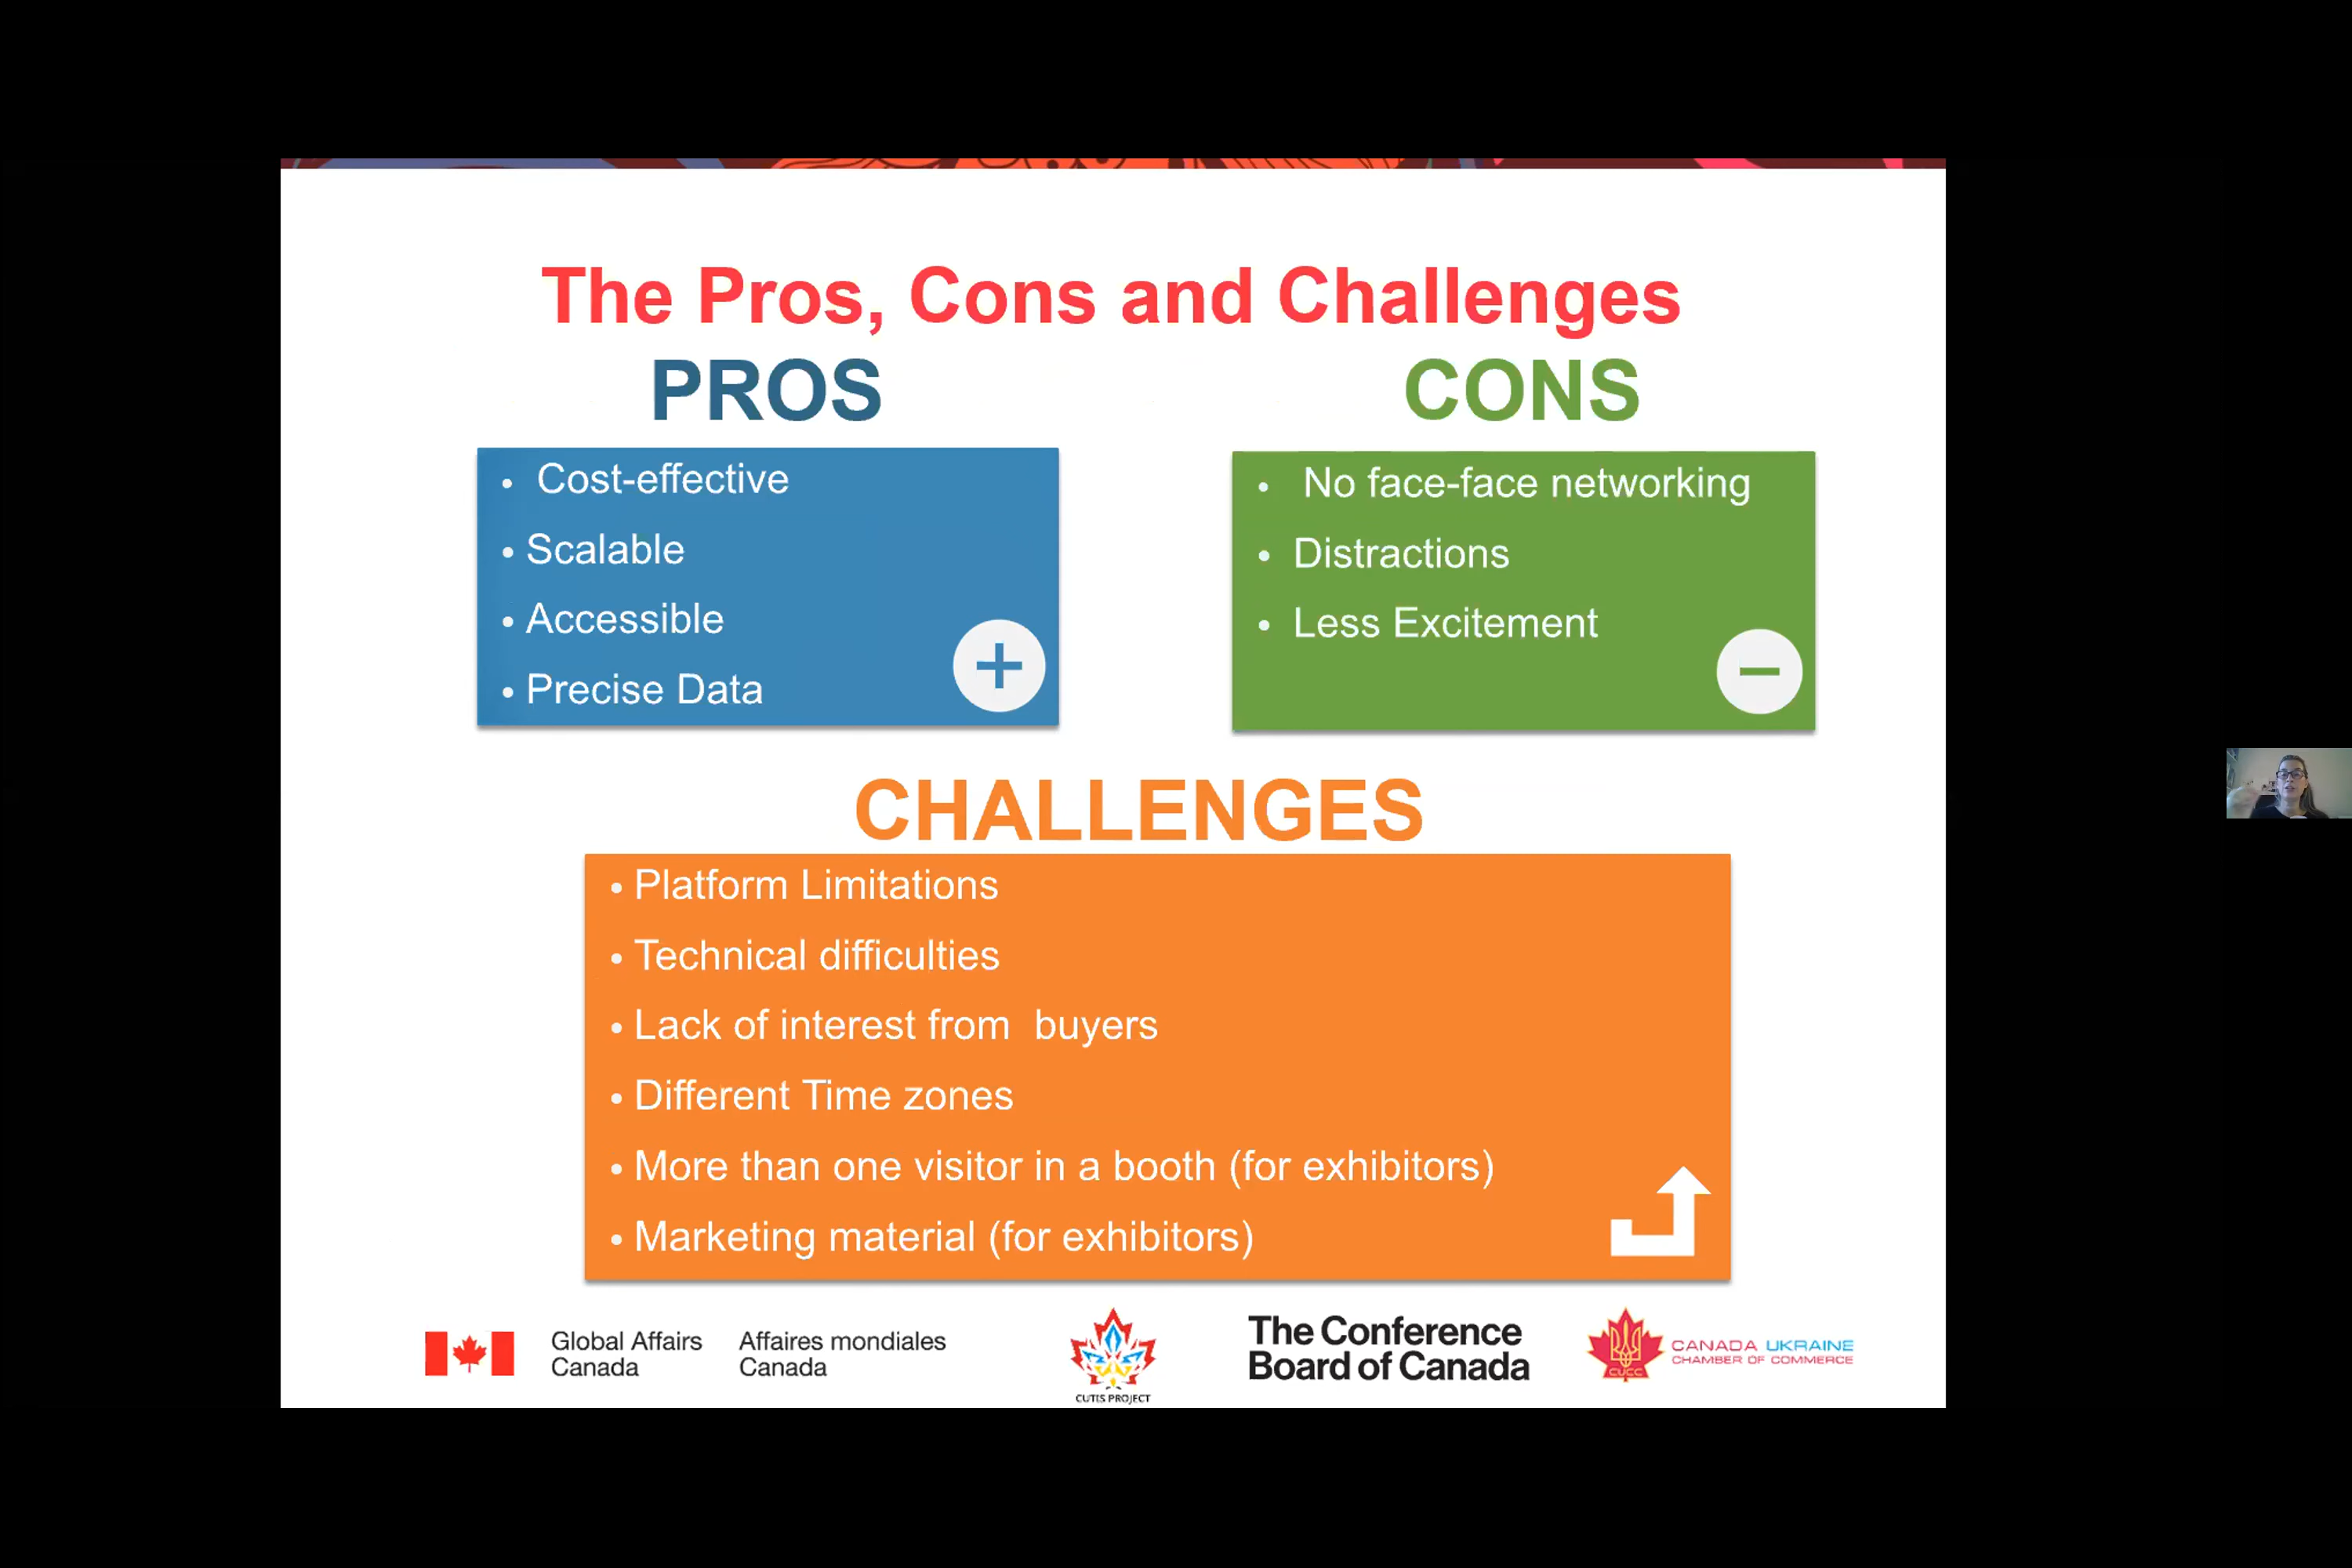 The Pros, Cons and Challenges
PROS
• Cost-effective
• Scalable
• Accessible
• Precise Data
CONS
• No face-face networking
• Distractions
• Less Excitement
CHALLENGES
• Platform Limitations
• Technical difficulties
• Lack of interest from  buyers
• Different Time zones
• More than one visitor in a booth (for exhibitors)
• Marketing material (for exhibitors)
Global Affairs
Canada
Affaires mondiales
Canada
CUTIS PROJECT
The Conference
Board of Canada
CUCC
CANADA UKRAINE
CHAMBER OF COMMERCE